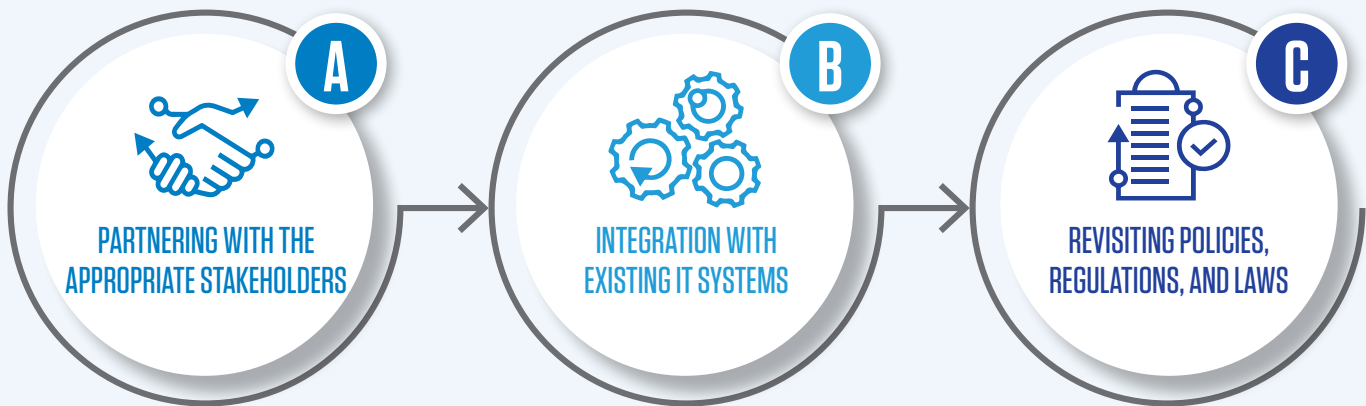 A
PARTNERING WITH THE
APPROPRIATE STAKEHOLDERS
B
INTEGRATION WITH
EXISTING IT SYSTEMS
C
REVISITING POLICIES,
REGULATIONS, AND LAWS